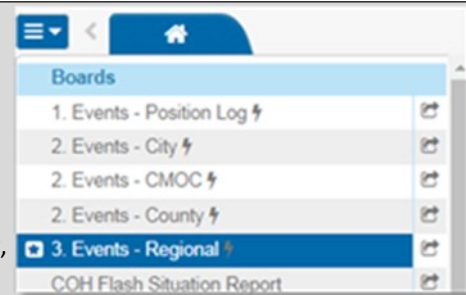 Boards
1. Events - Position Log
2. Events - City
2. Events - CMOC
2. Events - County
, 3. Events - Regional
COH Flash Situation Report